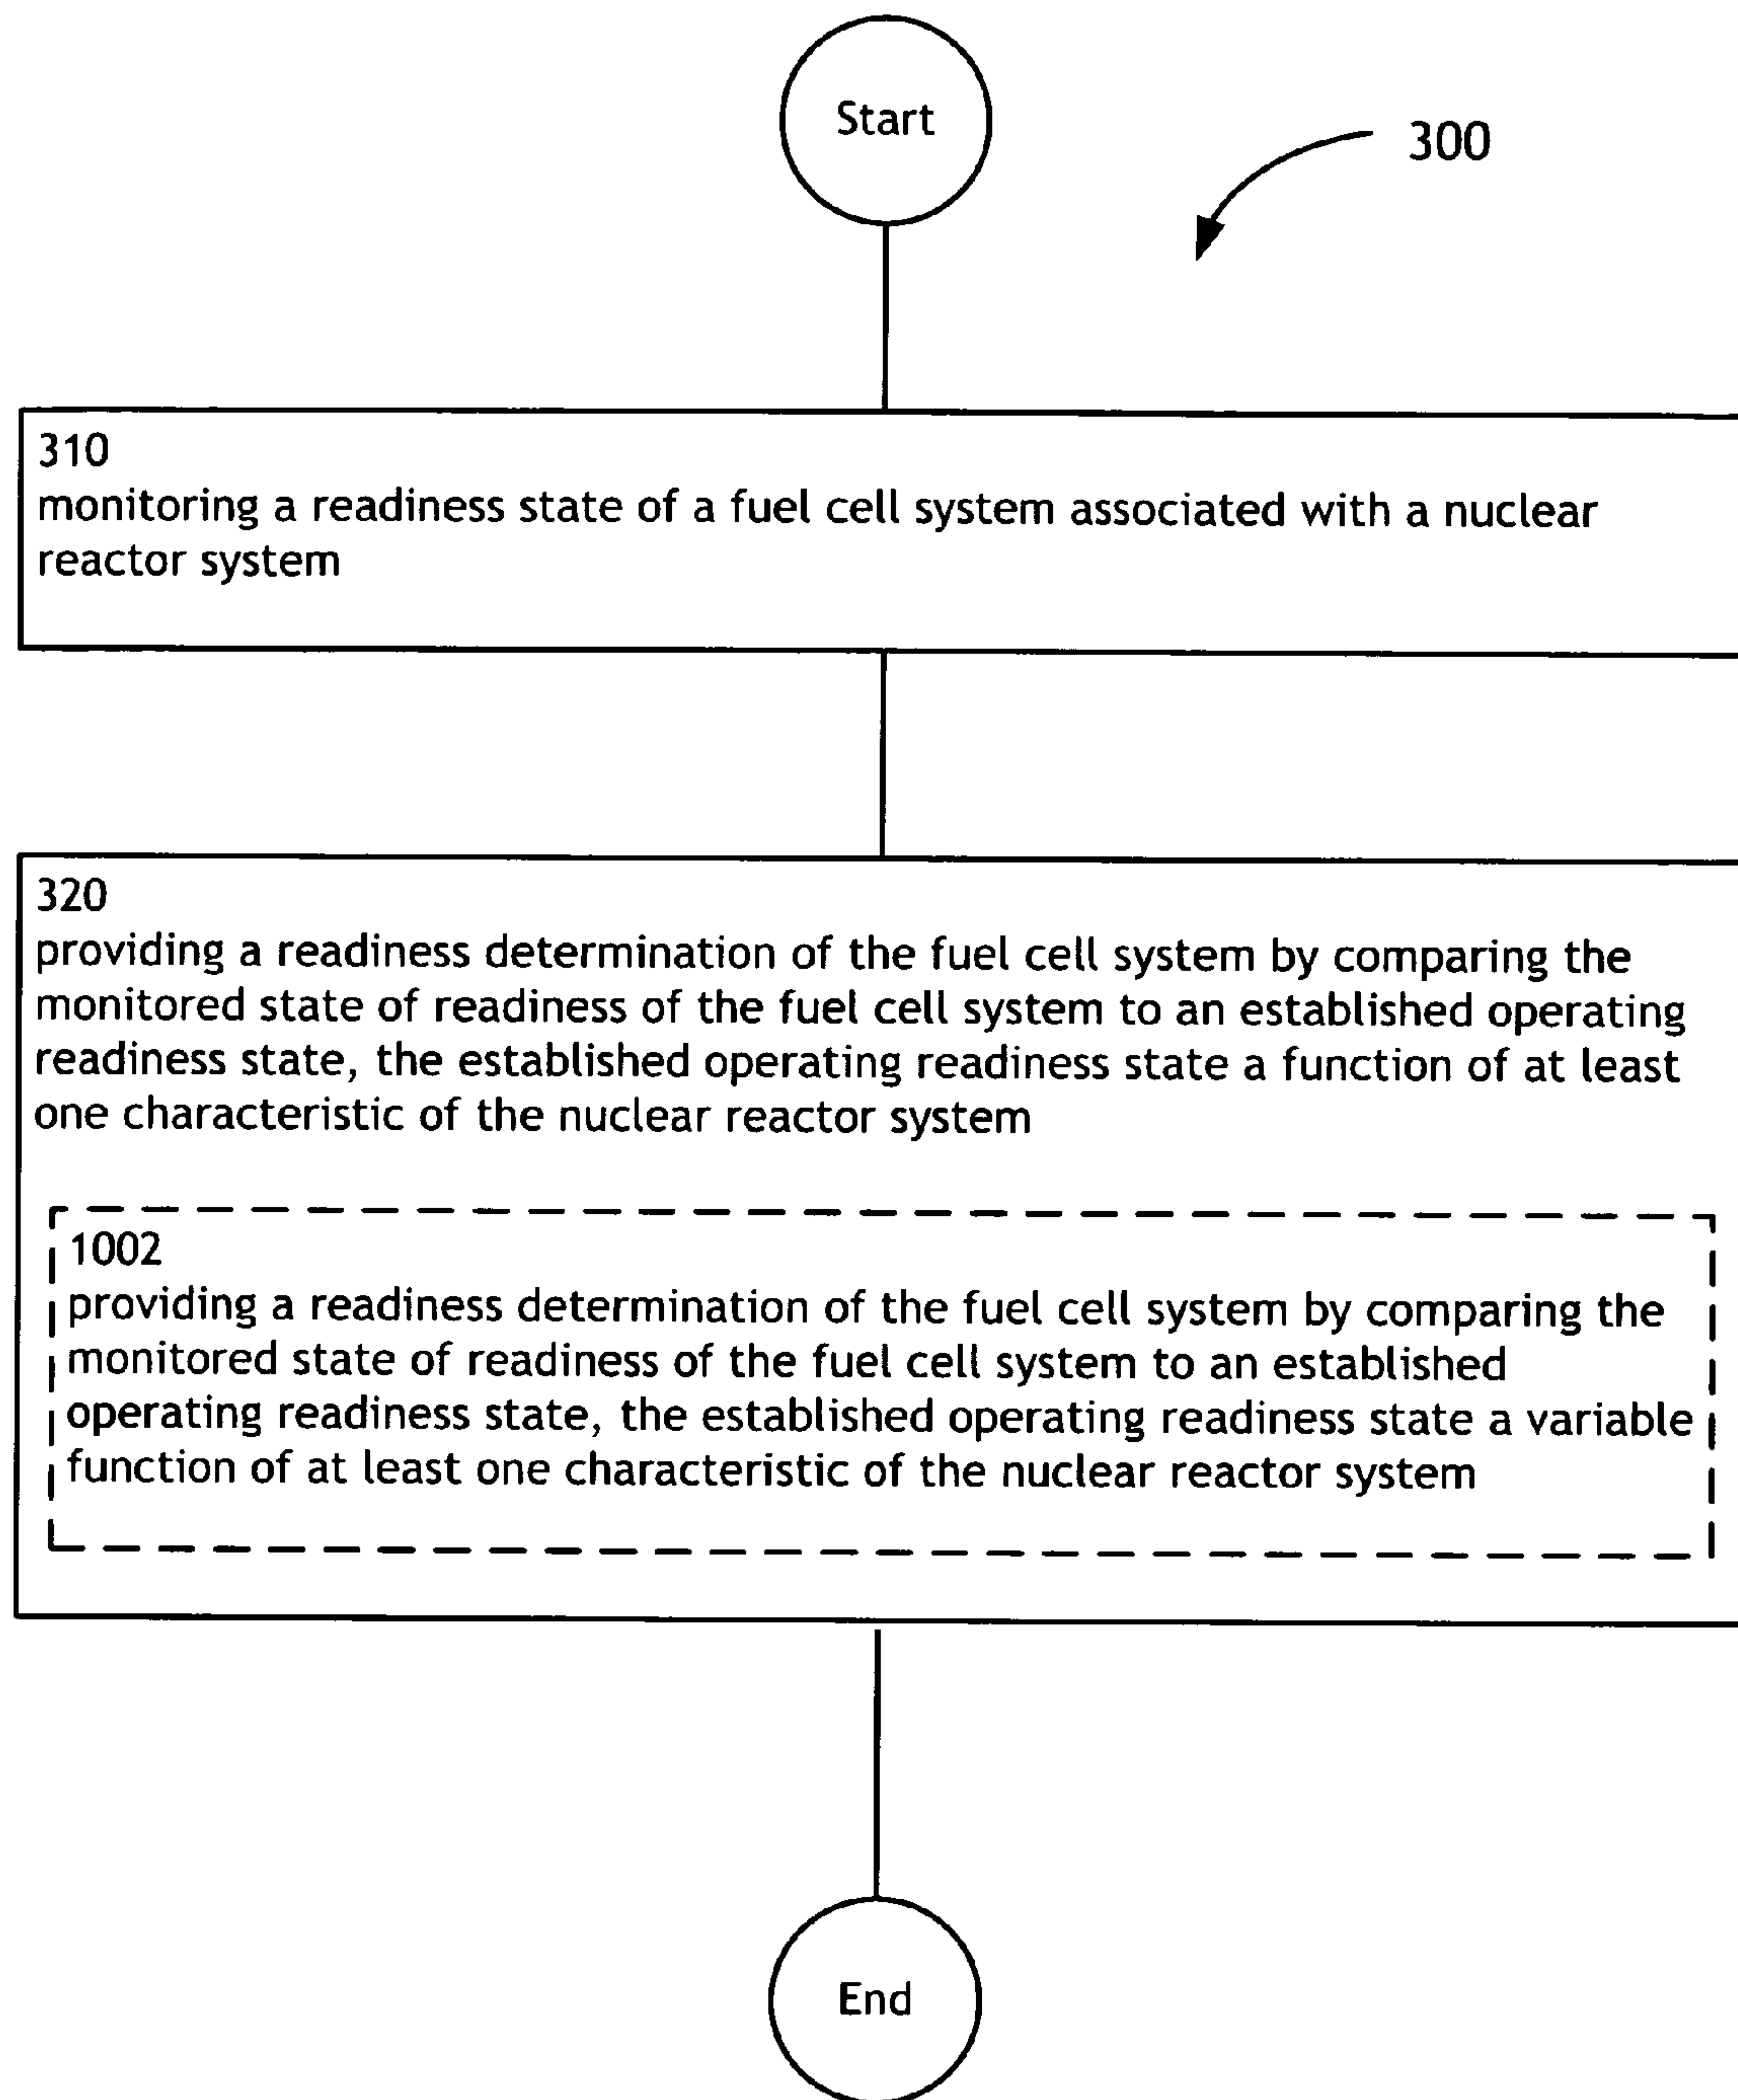 Start
300
310
monitoring a readiness state of a fuel cell system associated with a nuclear
reactor system
320
providing a readiness determination of the fuel cell system by comparing the
monitored state of readiness of the fuel cell system to an established operating
readiness state, the established operating readiness state a function of at least
one characteristic of the nuclear reactor system
1002
providing a readiness determination of the fuel cell system by comparing the
monitored state of readiness of the fuel cell system to an established
operating readiness state, the established operating readiness state a variable
function of at least one characteristic of the nuclear reactor system
End